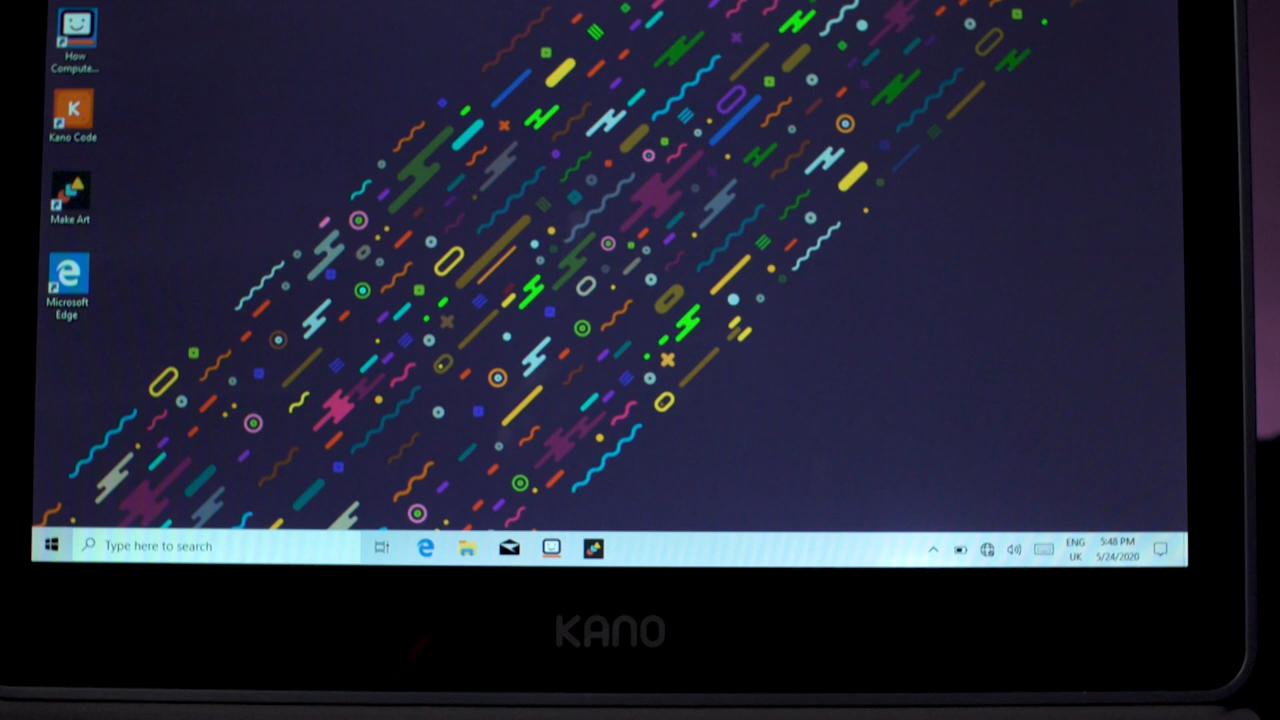 How
Compute...
K
Kano Code
Make Art
Microsoft
Edge
Type here to search
ENG
UK
5:48 PM
5/24/2020
KANO